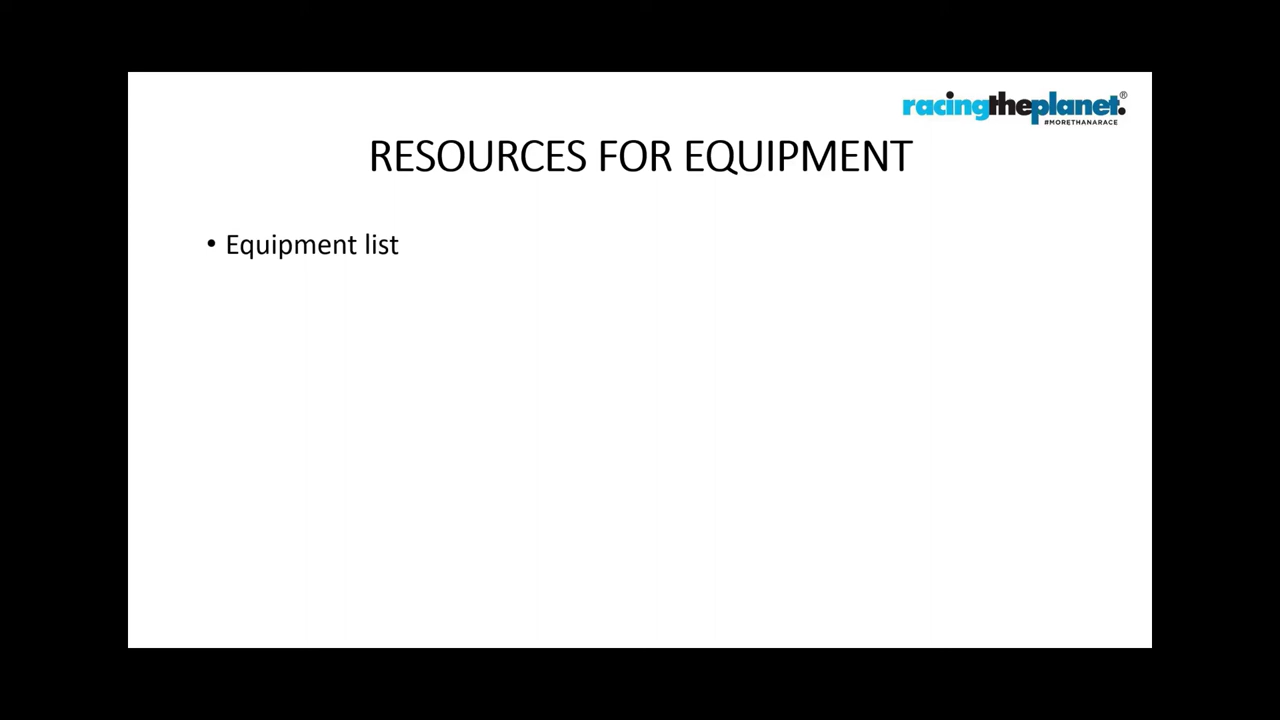 racingtheplanet.®
#MORETHANARACE
RESOURCES FOR EQUIPMENT
• Equipment list